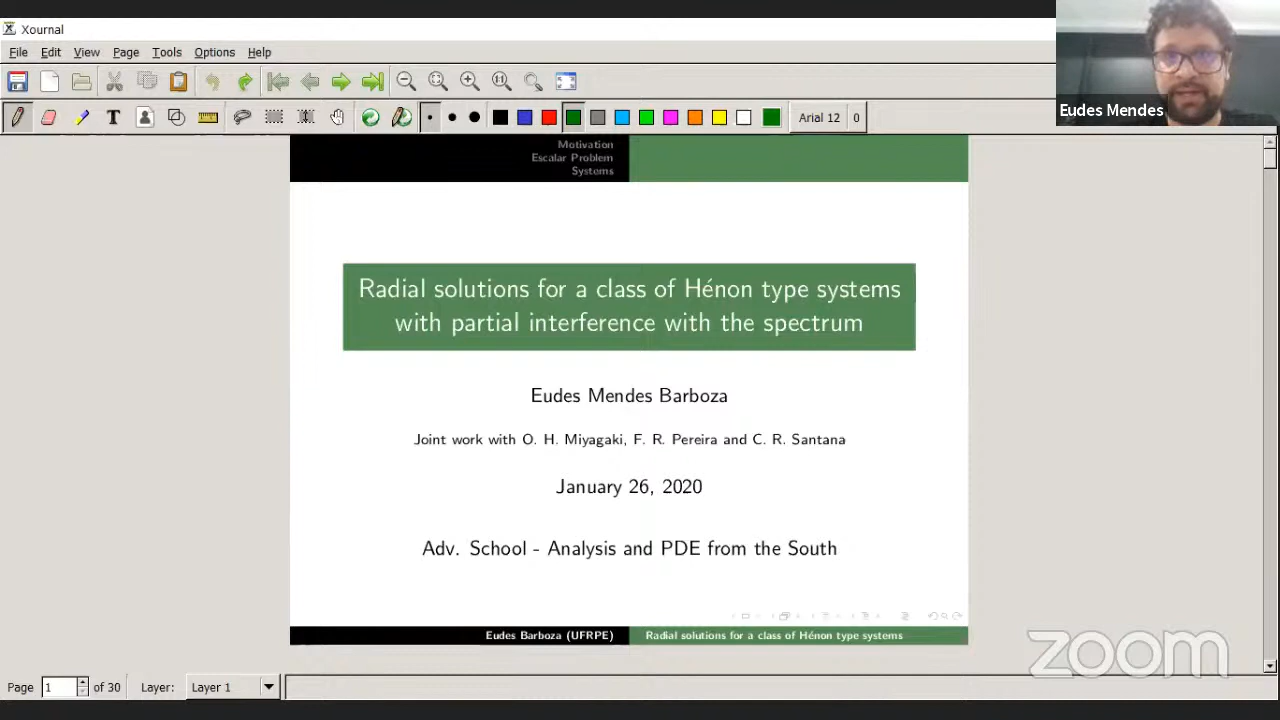 Xournal
File Edit View Page Tools Options Help
Arial 12 0
Eudes Mendes
Motivation
Escalar Problem
Systems
Radial solutions for a class of Hénon type systems
with partial interference with the spectrum
Eudes Mendes Barboza
Joint work with O. H. Miyagaki, F. R. Pereira and C. R. Santana
January 26, 2020
Adv. School - Analysis and PDE from the South
Eudes Barboza (UFRPE) Radial solutions for a class of Hénon type systems
zoom
Page 1 of 30 Layer: Layer 1